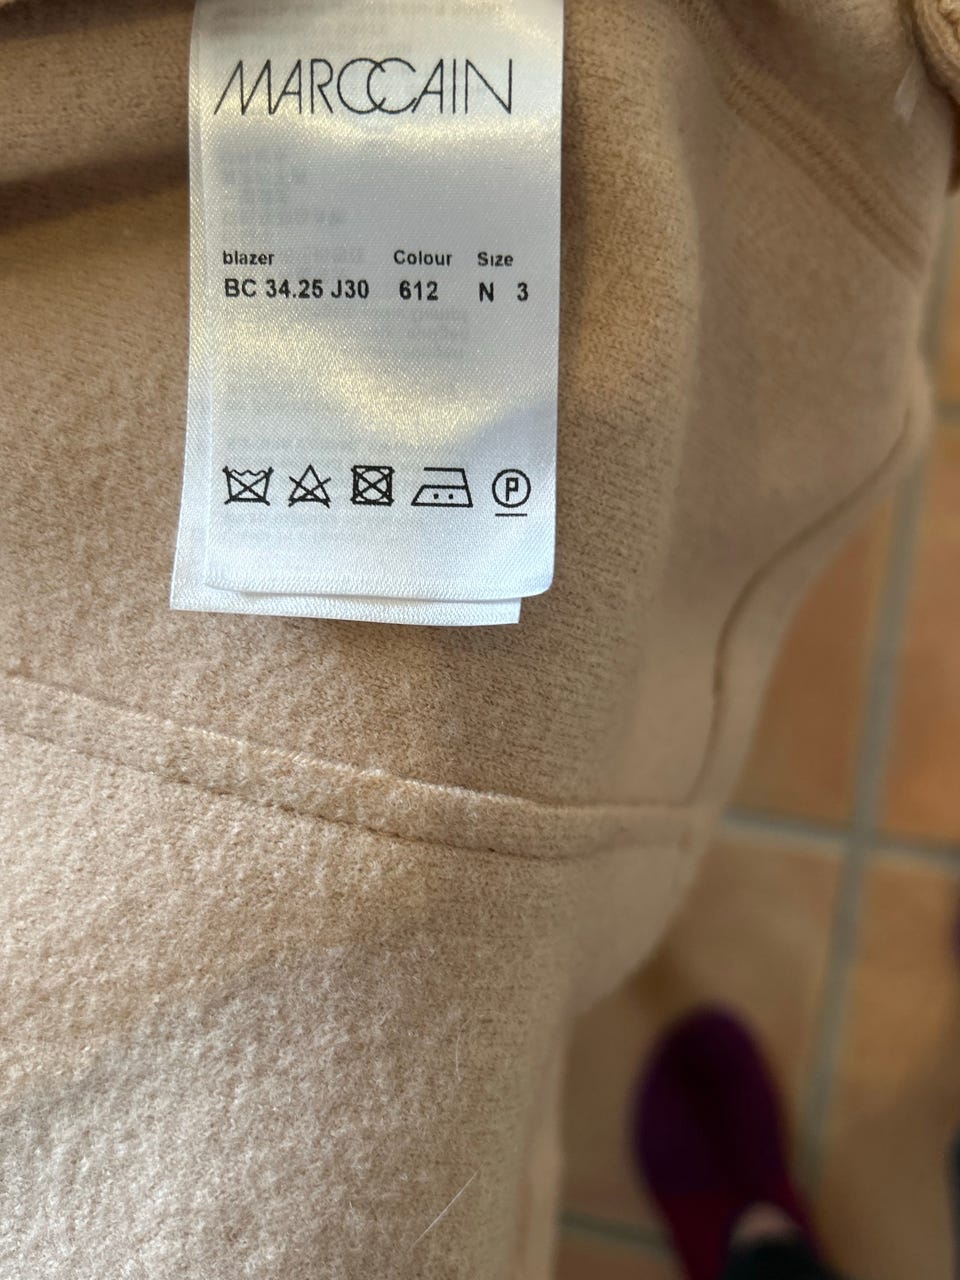 MARCCAIN
blazer Colour Size
BC 34.25 J30 612 N 3
P